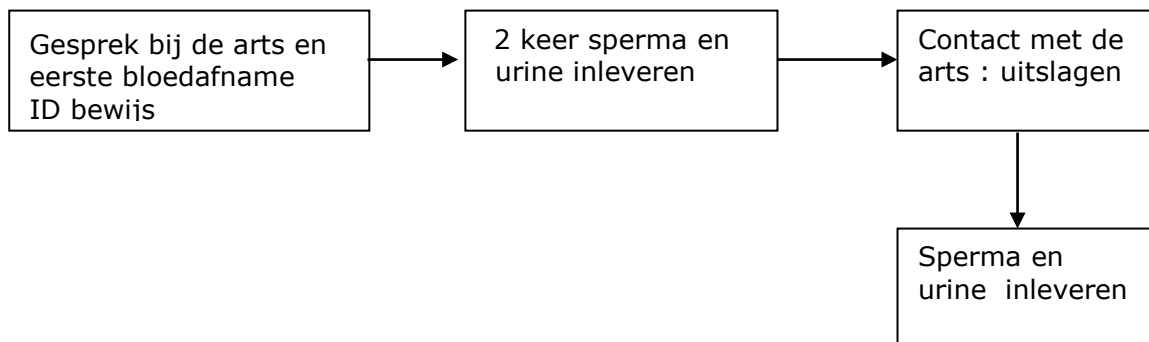 Gesprek bij de arts en
eerste bloedafname
ID bewijs
2 keer sperma en
urine inleveren
Contact met de
arts : uitslagen
Sperma en
urine inleveren